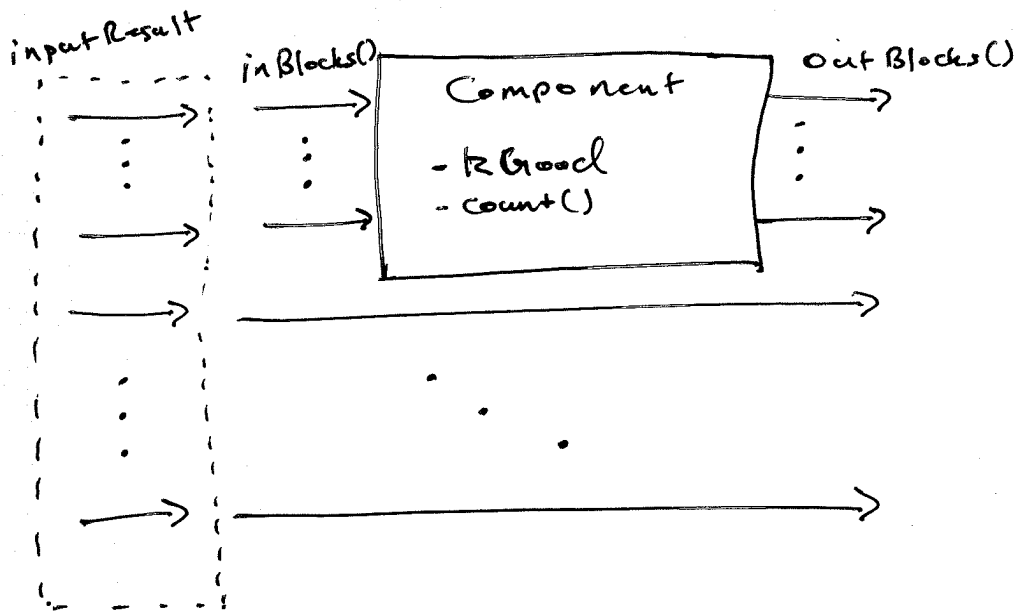 inputResult
inBlocks()
outBlocks()
Component
- kGood
- count()